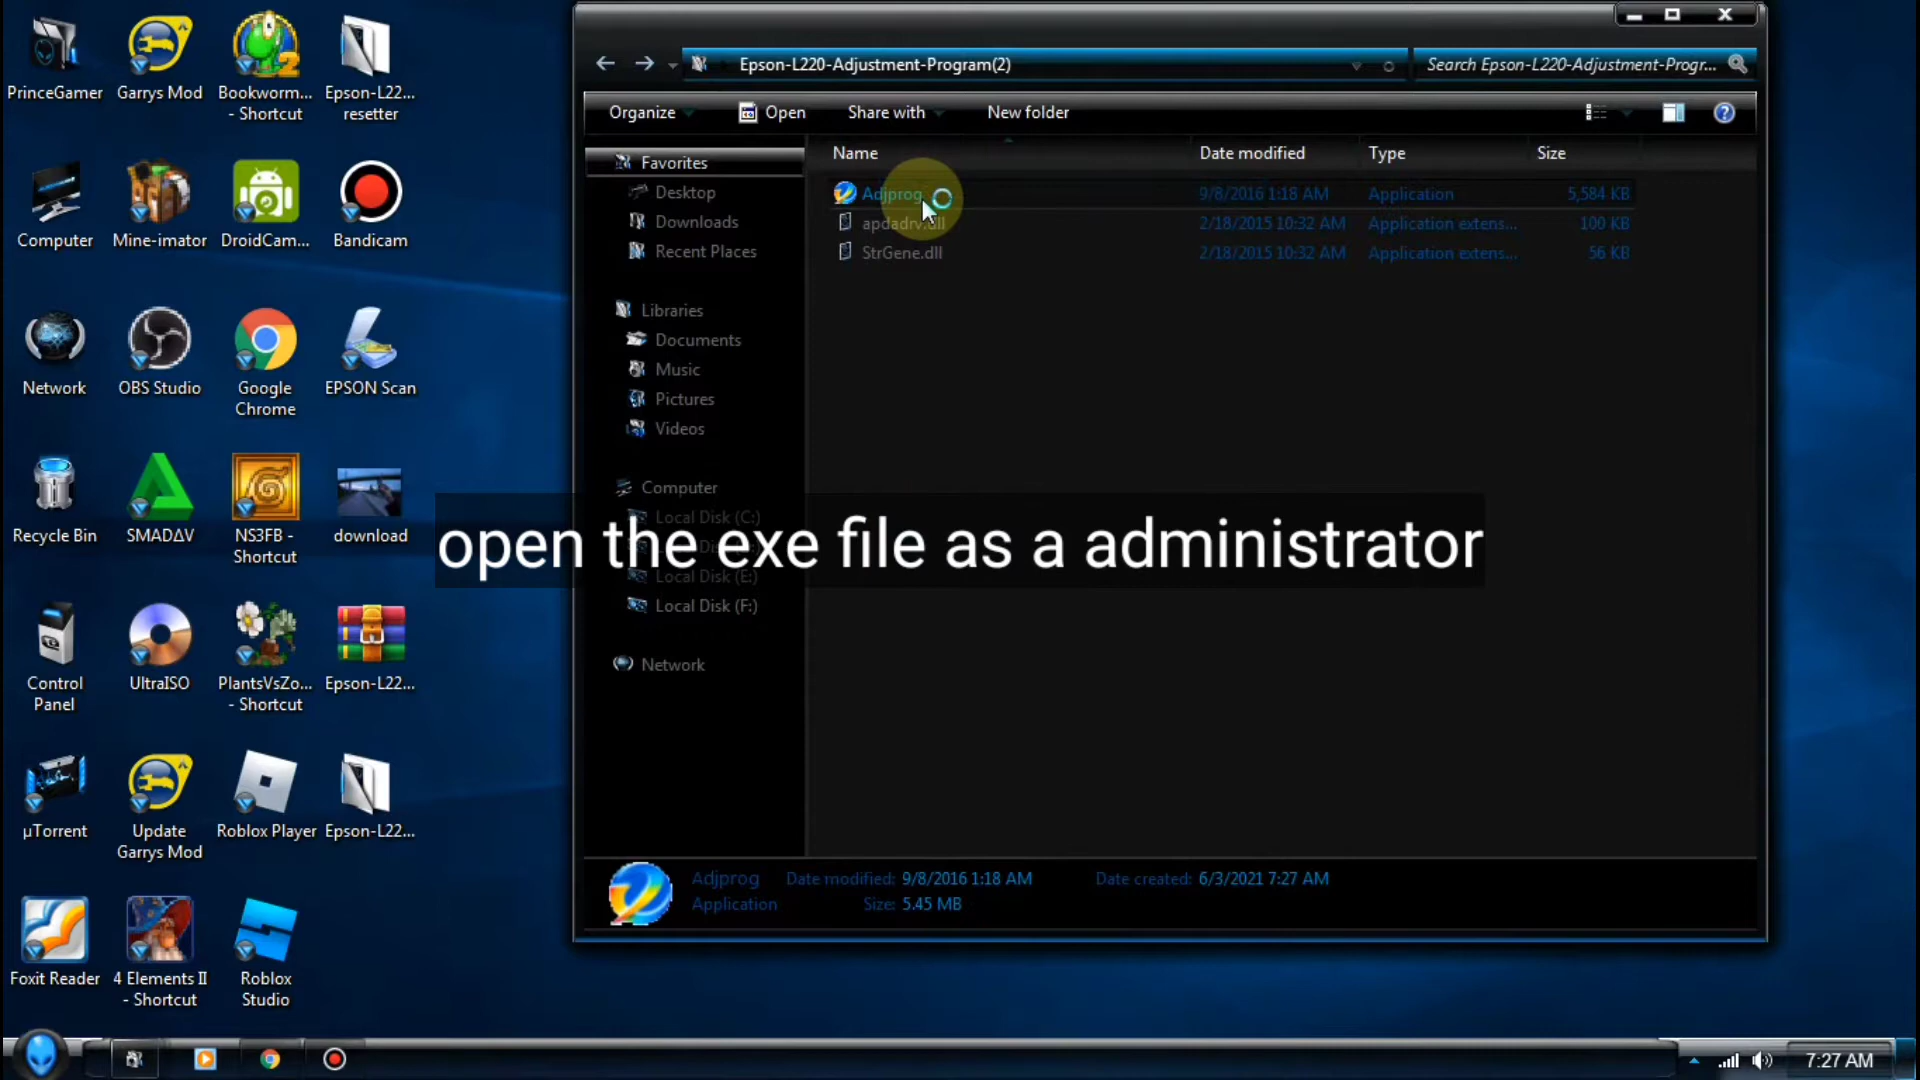 PrinceGamer
Garrys Mod
Bookworm...
- Shortcut
Epson-L22...
resetter
Computer
Mine-imator
DroidCam...
Bandicam
Network
OBS Studio
Google
Chrome
EPSON Scan
Recycle Bin
SMADΔV
NS3FB -
Shortcut
download
Control
Panel
UltraISO
PlantsVsZo...
- Shortcut
Epson-L22...
µTorrent
Update
Garrys Mod
Roblox Player
Epson-L22...
Foxit Reader
4 Elements II
- Shortcut
Roblox
Studio
Epson-L220-Adjustment-Program(2)
Search Epson-L220-Adjustment-Progr...
Organize
Open
Share with
New folder
Name
Date modified
Type
Size
Favorites
Desktop
Downloads
Recent Places
Libraries
Documents
Music
Pictures
Videos
Computer
Local Disk (C:)
Local Disk (E:)
Local Disk (F:)
Network
Adjprog 9/8/2016 1:18 AM Application 5,584 KB
apdadrv.dll 2/18/2015 10:32 AM Application extens... 100 KB
StrGene.dll 2/18/2015 10:32 AM Application extens... 56 KB
open the exe file as a administrator
Adjprog Date modified: 9/8/2016 1:18 AM Date created: 6/3/2021 7:27 AM
Application Size: 5.45 MB
7:27 AM